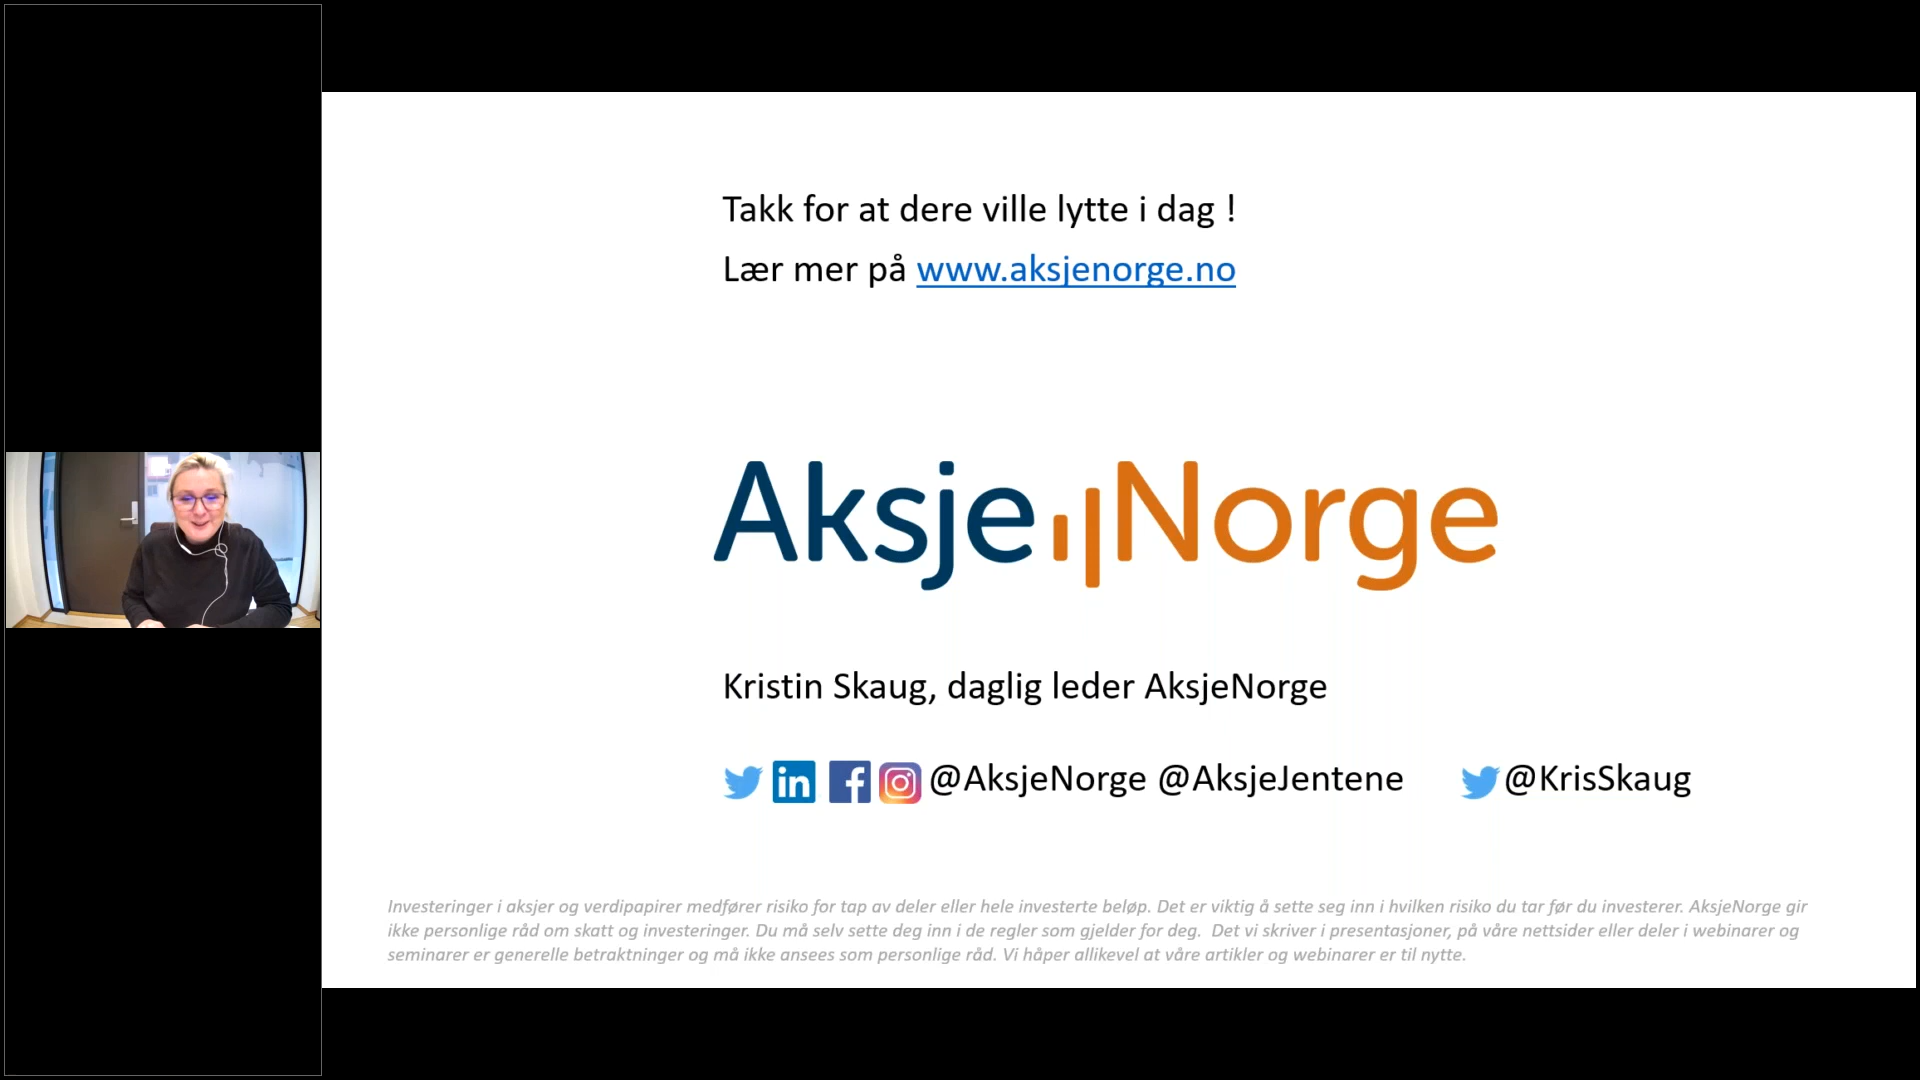 Takk for at dere ville lytte i dag !
Lær mer på www.aksjenorge.no
AksjeNorge
Kristin Skaug, daglig leder AksjeNorge
in f @AksjeNorge @AksjeJentene @KrisSkaug
Investeringer i aksjer og verdipapirer medfører risiko for tap av deler eller hele investerte beløp. Det er viktig å sette seg inn i hvilken risiko du tar før du investerer. AksjeNorge gir
ikke personlige råd om skatt og investeringer. Du må selv sette deg inn i de regler som gjelder for deg.  Det vi skriver i presentasjoner, på våre nettsider eller deler i webinarer og
seminarer er generelle betraktninger og må ikke ansees som personlige råd. Vi håper allikevel at våre artikler og webinarer er til nytte.